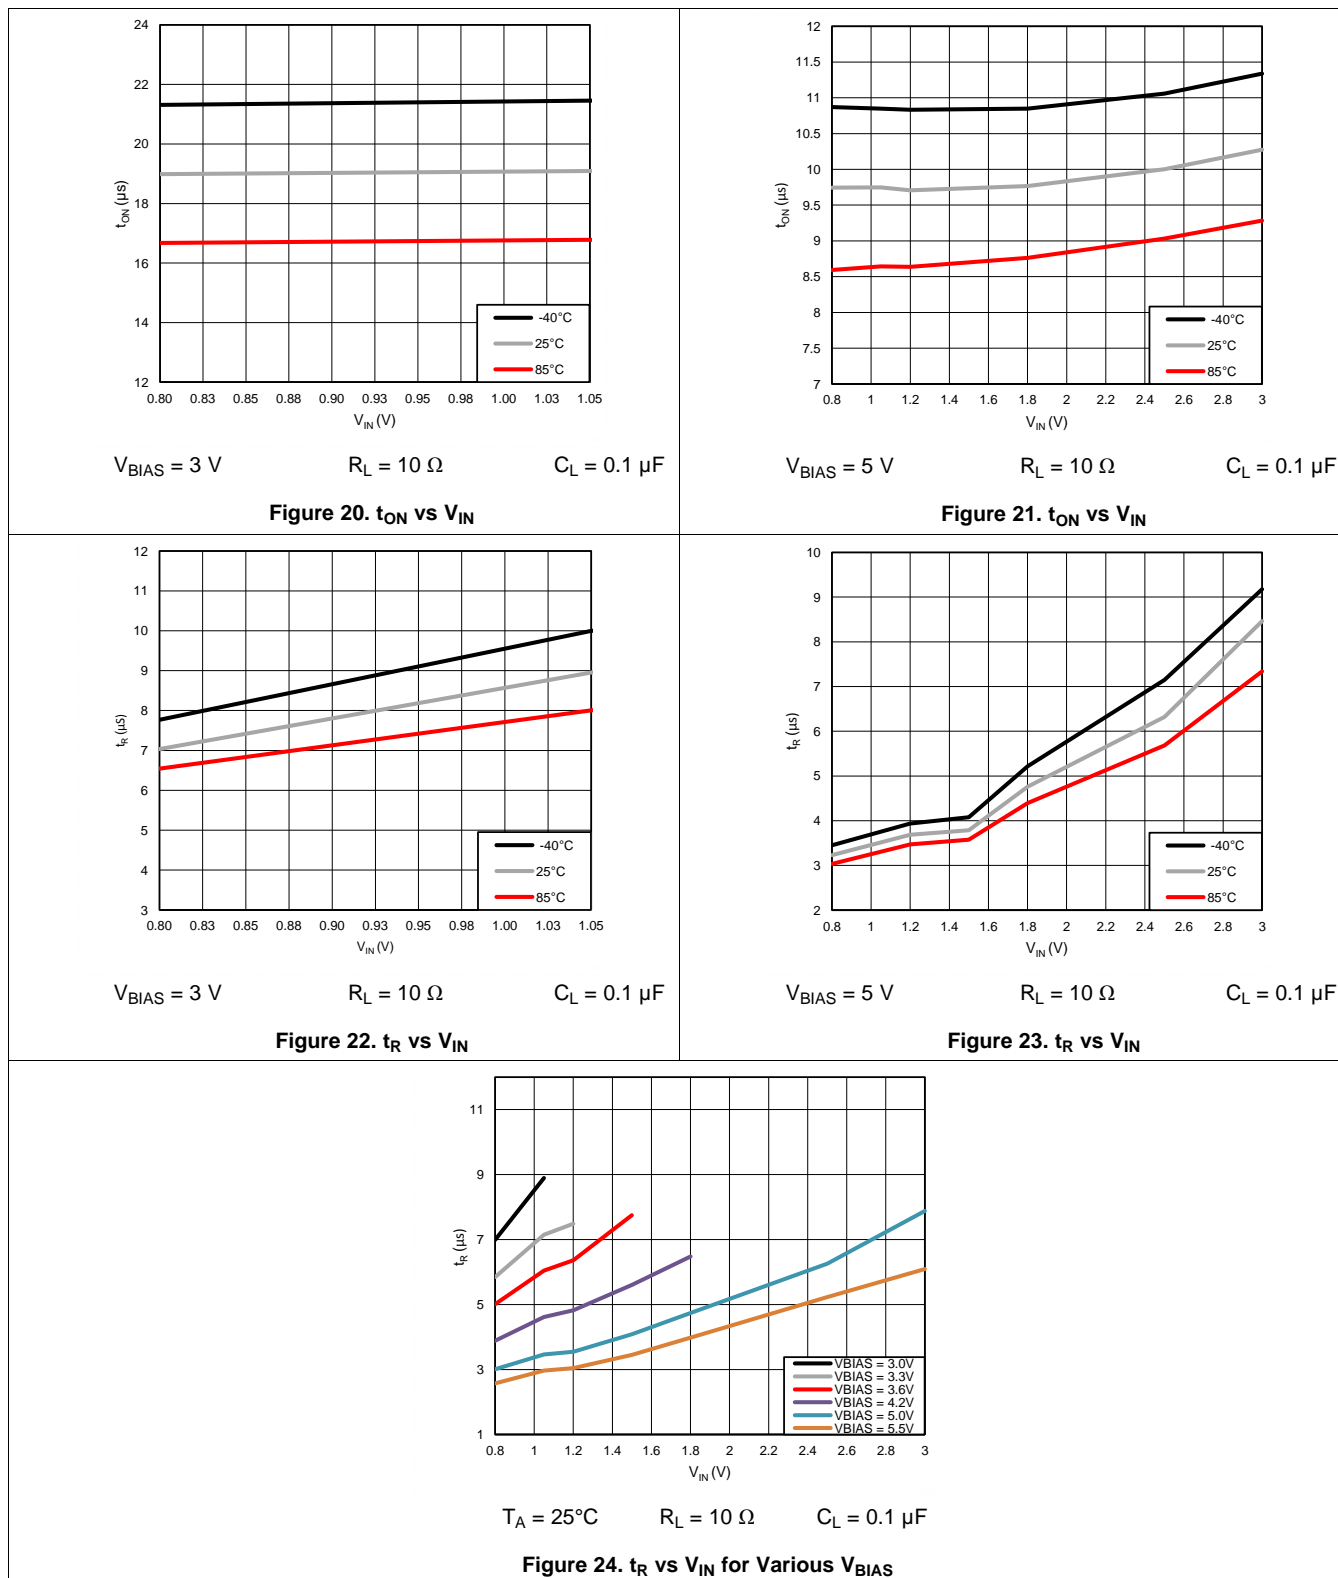 24
22
20
18
16
14
12
t_ON (µs)
-40°C
25°C
85°C
0.80 0.83 0.85 0.88 0.90 0.93 0.95 0.95 0.98 1.00 1.03 1.05
V_IN (V)
V_BIAS = 3 V R_L = 10 Ω C_L = 0.1 µF
Figure 20. t_ON vs V_IN
12
11.5
11
10.5
10
9.5
9
8.5
8
7.5
7
t_ON (µs)
-40°C
25°C
85°C
0.8 1 1.2 1.4 1.6 1.8 2 2.2 2.4 2.6 2.8 3
V_IN (V)
V_BIAS = 5 V R_L = 10 Ω C_L = 0.1 µF
Figure 21. t_ON vs V_IN
12
11
10
9
8
7
6
5
4
3
t_R (µs)
-40°C
25°C
85°C
0.80 0.83 0.85 0.88 0.90 0.93 0.95 0.98 1.00 1.03 1.05
V_IN (V)
V_BIAS = 3 V R_L = 10 Ω C_L = 0.1 µF
Figure 22. t_R vs V_IN
10
9
8
7
6
5
4
3
2
t_R (µs)
-40°C
25°C
85°C
0.8 1 1.2 1.4 1.6 1.8 2 2.2 2.4 2.6 2.8 3
V_IN (V)
V_BIAS = 5 V R_L = 10 Ω C_L = 0.1 µF
Figure 23. t_R vs V_IN
11
9
7
5
3
1
t_R (µs)
VBIAS = 3.0V
VBIAS = 3.3V
VBIAS = 3.6V
VBIAS = 4.2V
VBIAS = 5.0V
VBIAS = 5.5V
0.8 1 1.2 1.4 1.6 1.8 2 2.2 2.4 2.6 2.8 3
V_IN (V)
T_A = 25°C R_L = 10 Ω C_L = 0.1 µF
Figure 24. t_R vs V_IN for Various V_BIAS